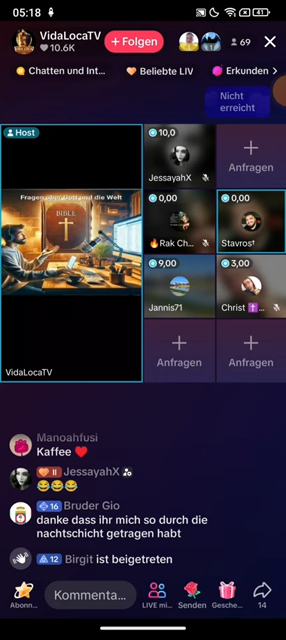 05:18
41
VidaLocaTV
10.6K
+ Folgen
1
69
Chatten und Int...
Beliebte LIV
Erkunden
Nicht
erreicht
Host
Fragen über Gott und die Welt
BIBLE
VidaLocaTV
10,0
JessayahX
Anfragen
0,00
Rak Ch...
0,00
Stavros†
9,00
Jannis71
3,00
Christ ✝️...
Anfragen
Anfragen
Manoahfusi
Kaffee ❤️
II JessayahX
😂😂😂
16 Bruder Gio
danke dass ihr mich so durch die
nachtschicht getragen habt
12 Birgit ist beigetreten
Abonn...
Kommenta...
LIVE mi...
Senden
Gesche...
14